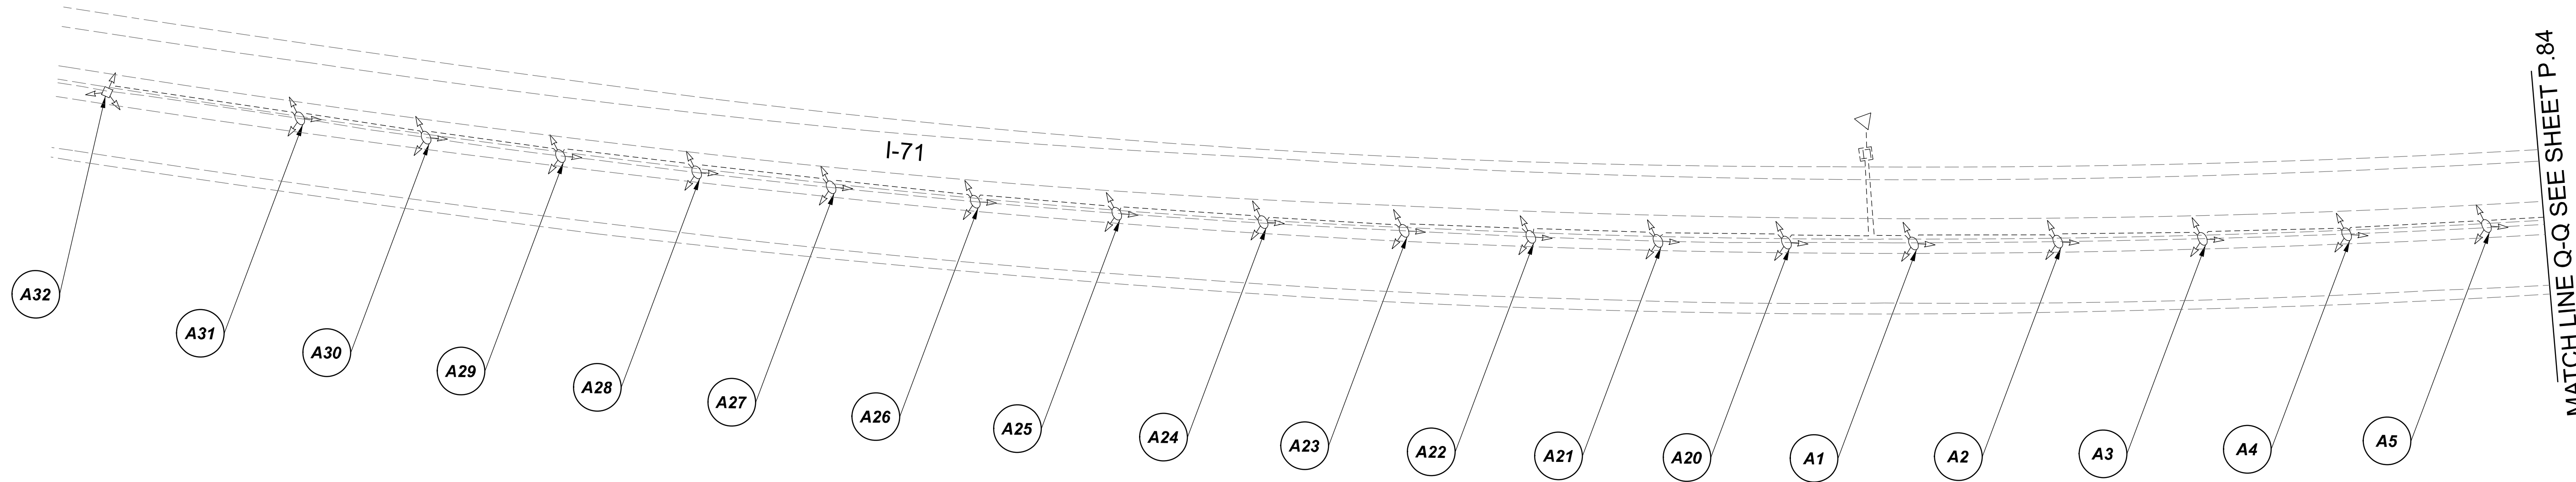 I-71
A32
A31
A30
A29
A28
A27
A26
A25
A24
A23
A22
A21
A20
A1
A2
A3
A4
A5
MATCH LINE Q-Q SEE SHEET P.84